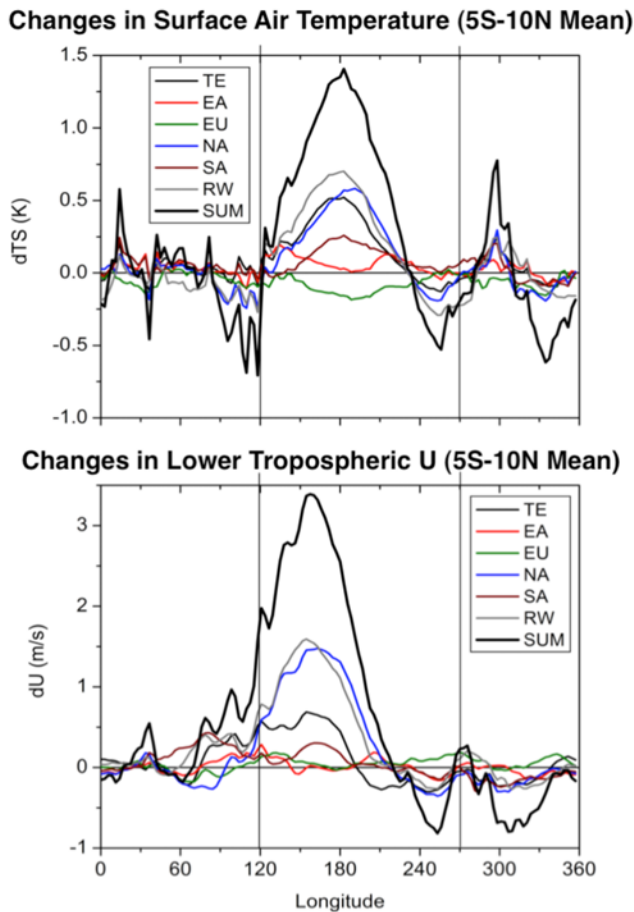 Changes in Surface Air Temperature (5S-10N Mean)
1.5
1.0
0.5
0.0
-0.5
-1.0
dTS (K)
TE
EA
EU
NA
SA
RW
SUM
Changes in Lower Tropospheric U (5S-10N Mean)
3
2
1
0
-1
dU (m/s)
TE
EA
EU
NA
SA
RW
SUM
0 60 120 180 240 300 360
Longitude